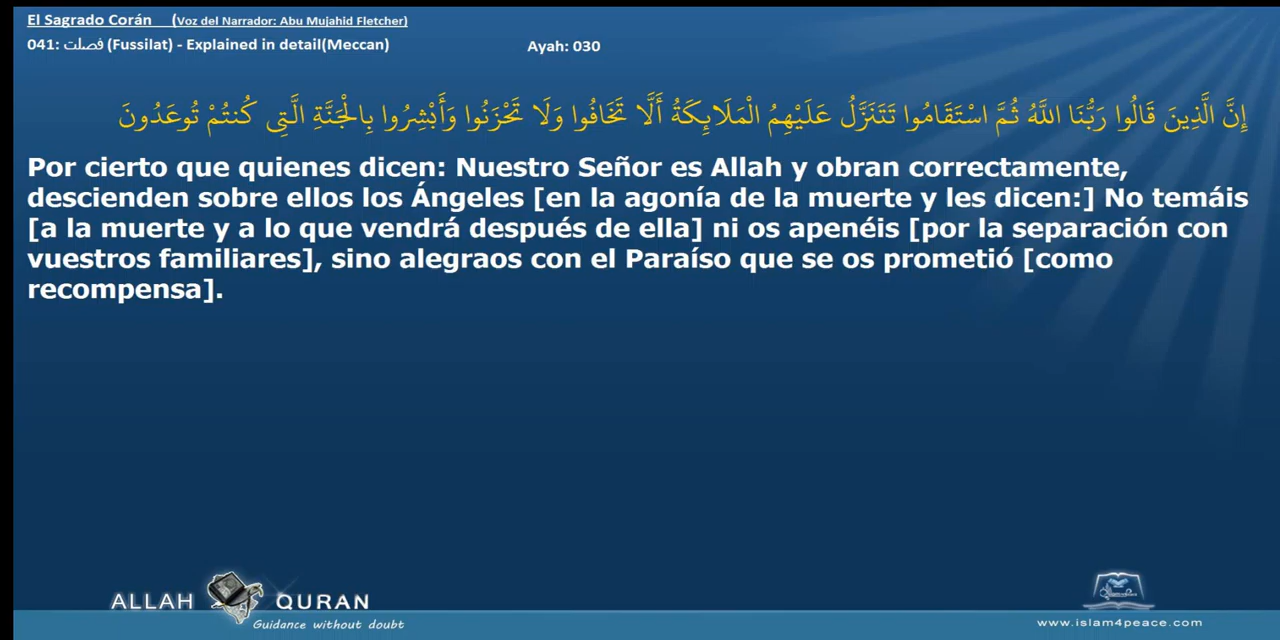 El Sagrado Corán (Voz del Narrador: Abu Mujahid Fletcher)
041: فصلت (Fussilat) - Explained in detail(Meccan) Ayah: 030
إِنَّ الَّذِينَ قَالُوا رَبُّنَا اللَّهُ ثُمَّ اسْتَقَامُوا تَتَنَزَّلُ عَلَيْهِمُ الْمَلَائِكَةُ أَلَّا تَخَافُوا وَلَا تَحْزَنُوا وَأَبْشِرُوا بِالْجَنَّةِ الَّتِي كُنتُمْ تُوعَدُونَ
Por cierto que quienes dicen: Nuestro Señor es Allah y obran correctamente,
descienden sobre ellos los Ángeles [en la agonía de la muerte y les dicen:] No temáis
[a la muerte y a lo que vendrá después de ella] ni os apenéis [por la separación con
vuestros familiares], sino alegraos con el Paraíso que se os prometió [como
recompensa].
ALLAH QURAN
Guidance without doubt
www.islam4peace.com